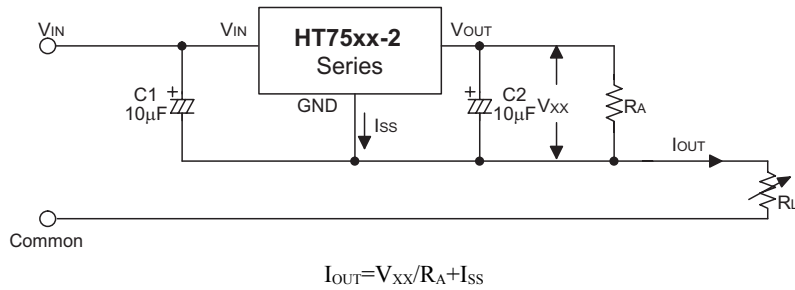 VIN
VIN
HT75xx-2
Series
VOUT
GND
C1
10μF
ISS
C2
10μF
VXX
RA
IOUT
RL
Common
IOUT=VXX/RA+ISS